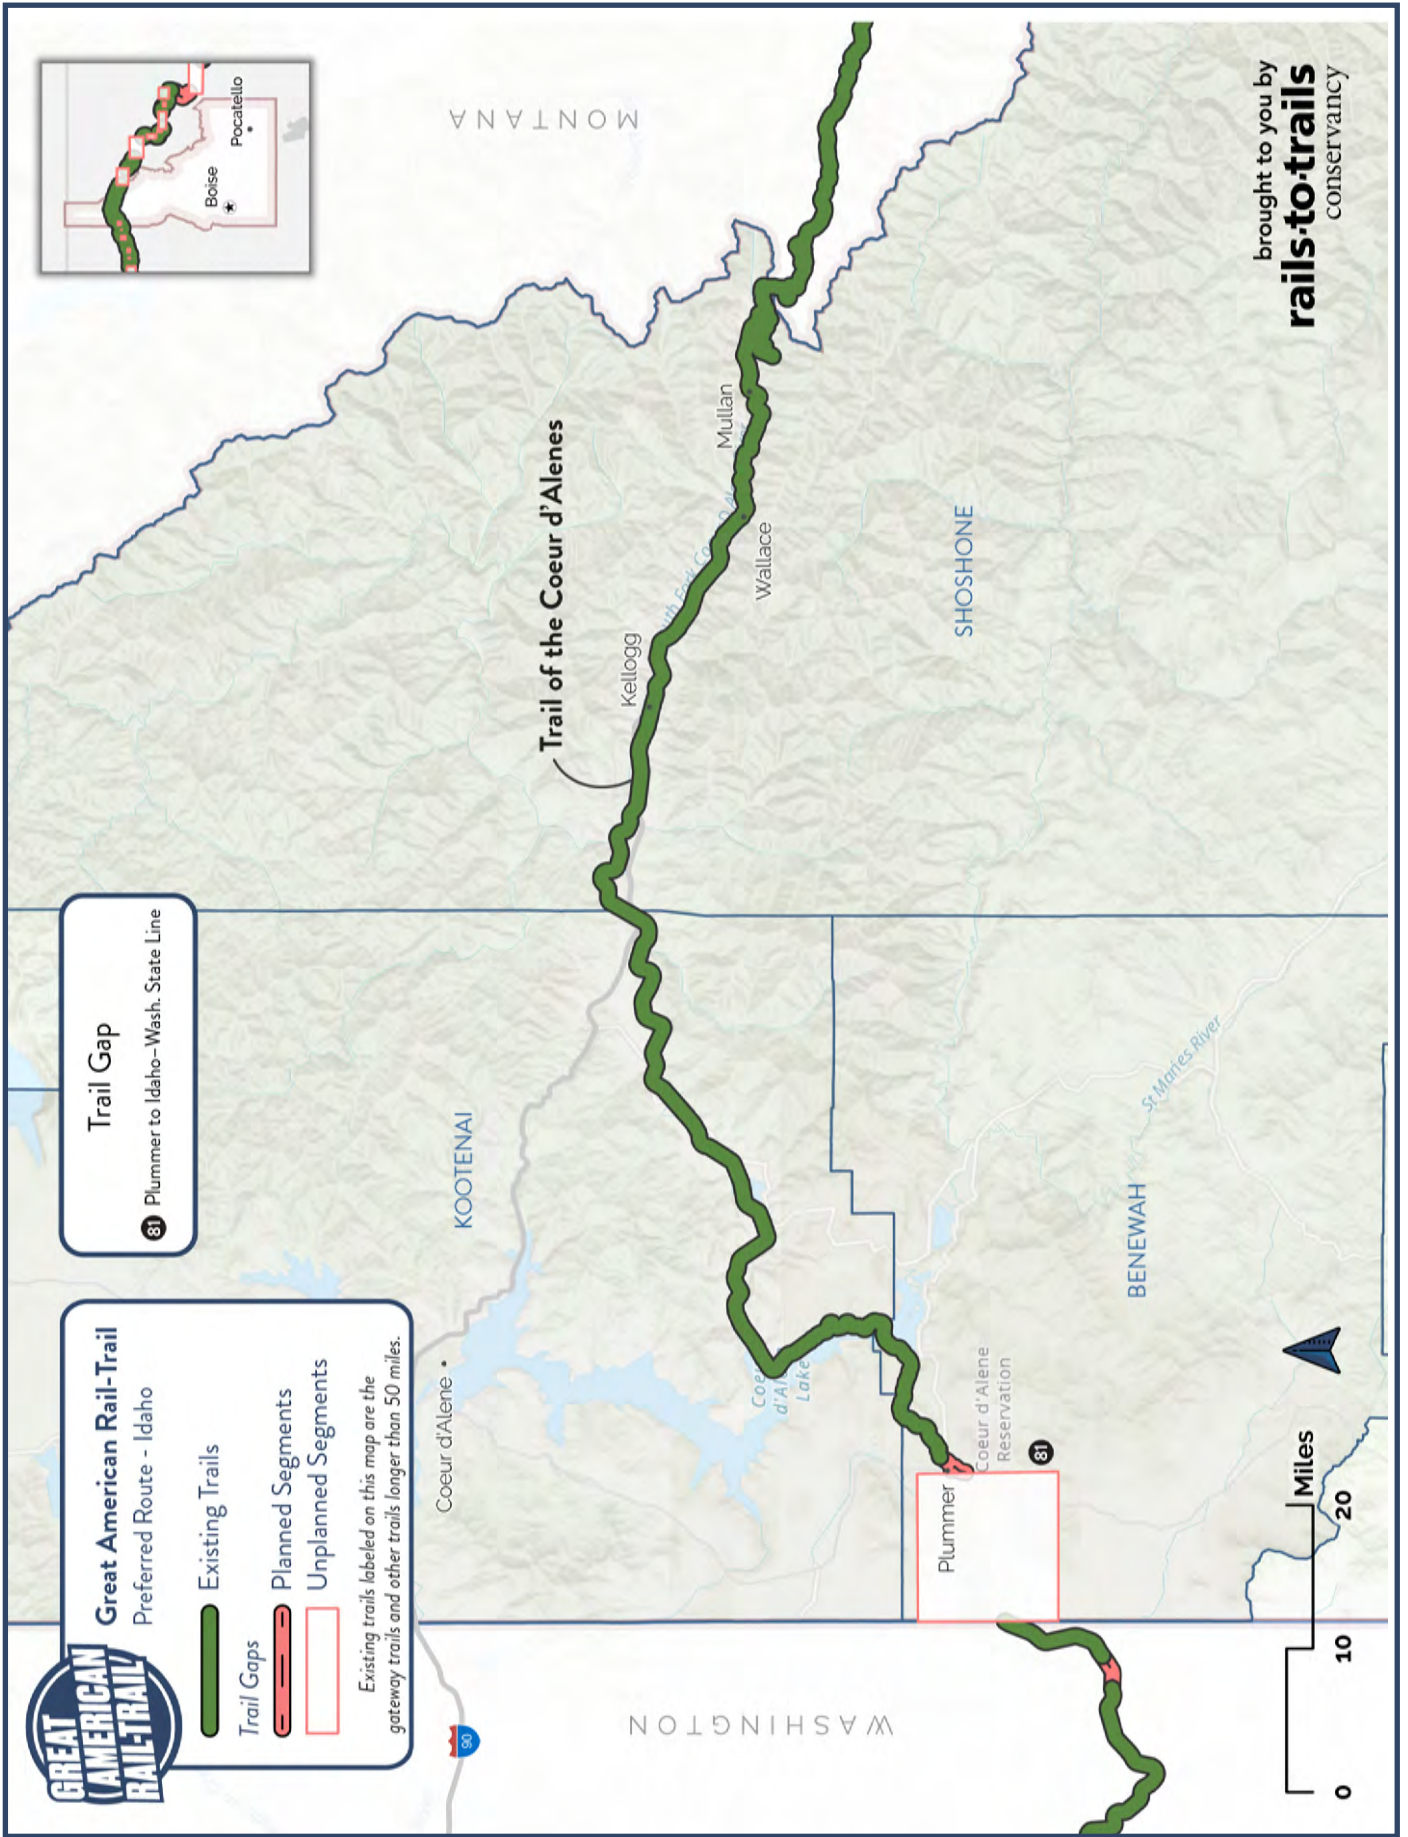 GREAT
AMERICAN
RAIL-TRAIL
Great American Rail-Trail
Preferred Route - Idaho
Existing Trails
Trail Gaps
Planned Segments
Unplanned Segments
Existing trails labeled on this map are the
gateway trails and other trails longer than 50 miles.
Trail Gap
81 Plummer to Idaho–Wash. State Line
Boise
Pocatello
MONTANA
WASHINGTON
90
Coeur d'Alene
KOOTENAI
Trail of the Coeur d'Alenes
Kellogg
Mullan
Wallace
SHOSHONE
Lake
Plummer
Coeur d'Alene
Reservation
81
BENEWAH
St Maries River
0 10 20 Miles
brought to you by
rails·to·trails
conservancy